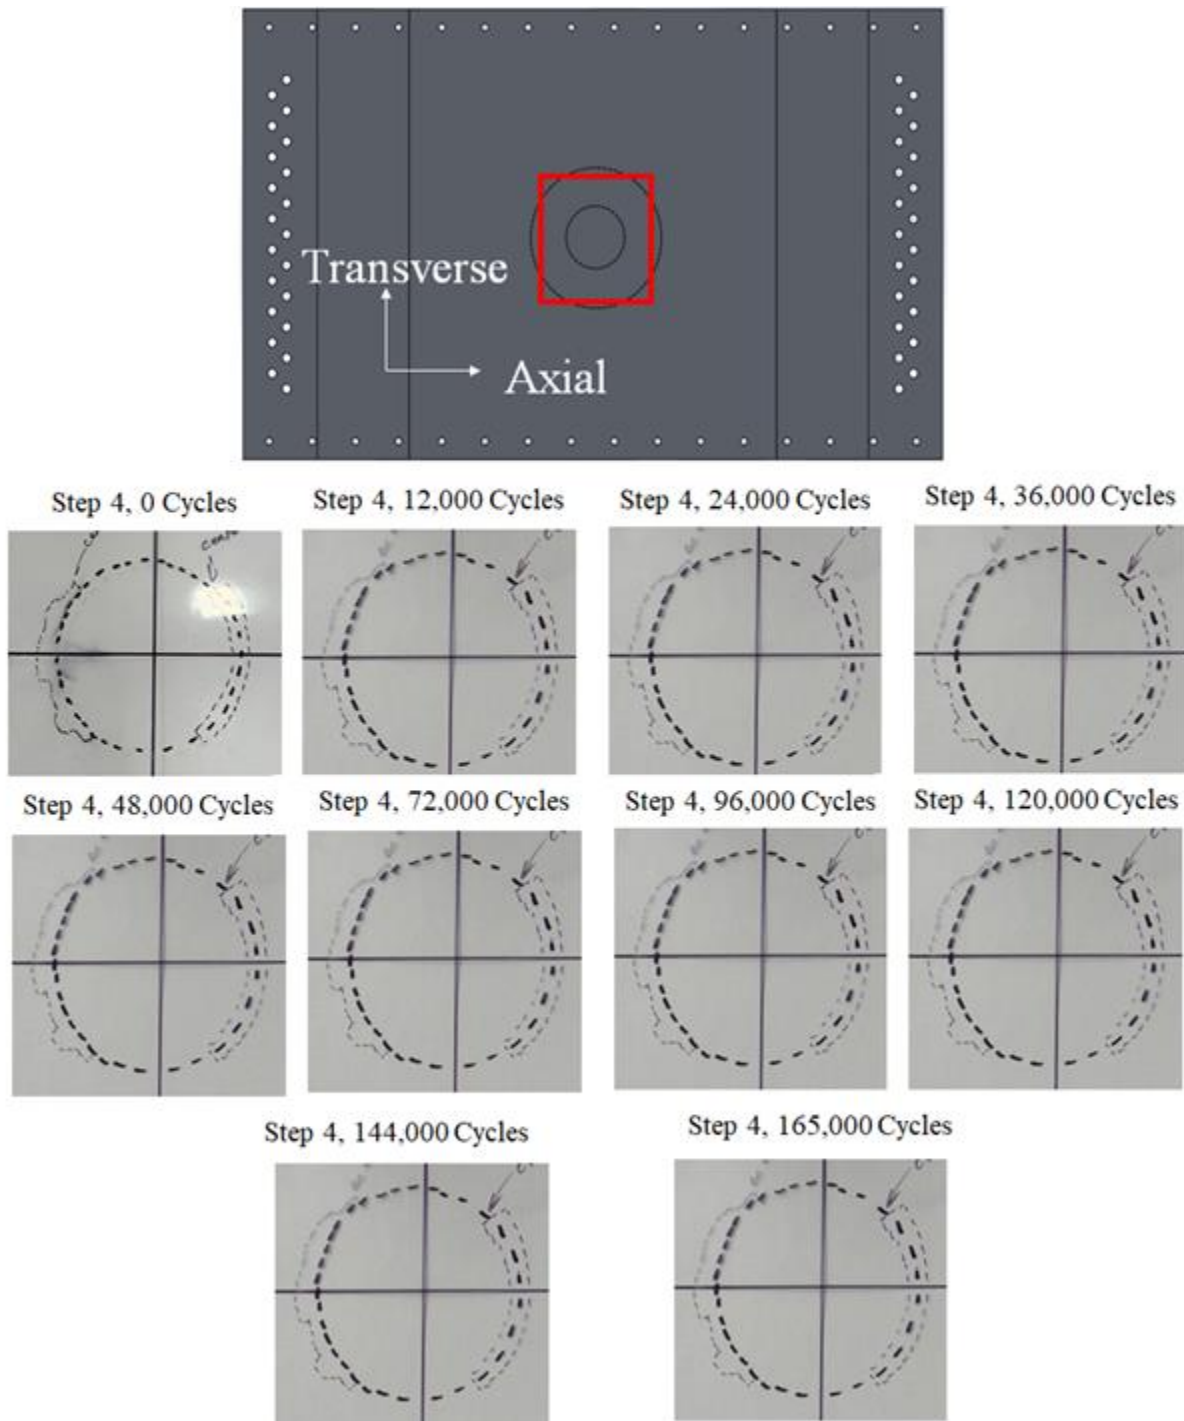 Transverse
Axial
Step 4, 0 Cycles
Step 4, 12,000 Cycles
Step 4, 24,000 Cycles
Step 4, 36,000 Cycles
Step 4, 48,000 Cycles
Step 4, 72,000 Cycles
Step 4, 96,000 Cycles
Step 4, 120,000 Cycles
Step 4, 144,000 Cycles
Step 4, 165,000 Cycles